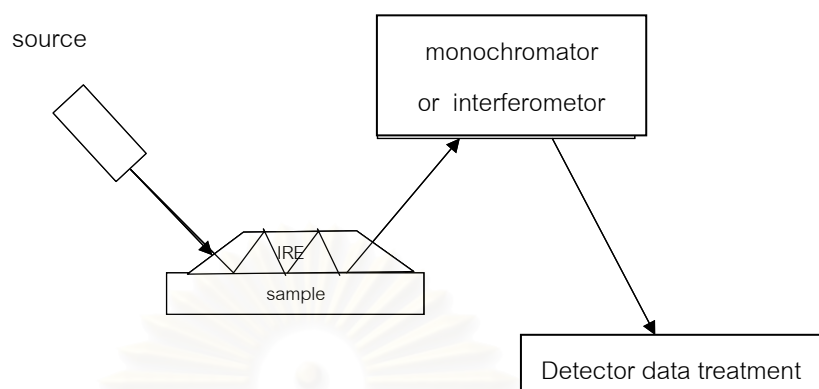 source
monochromator
or interferometor
IRE
sample
Detector data treatment